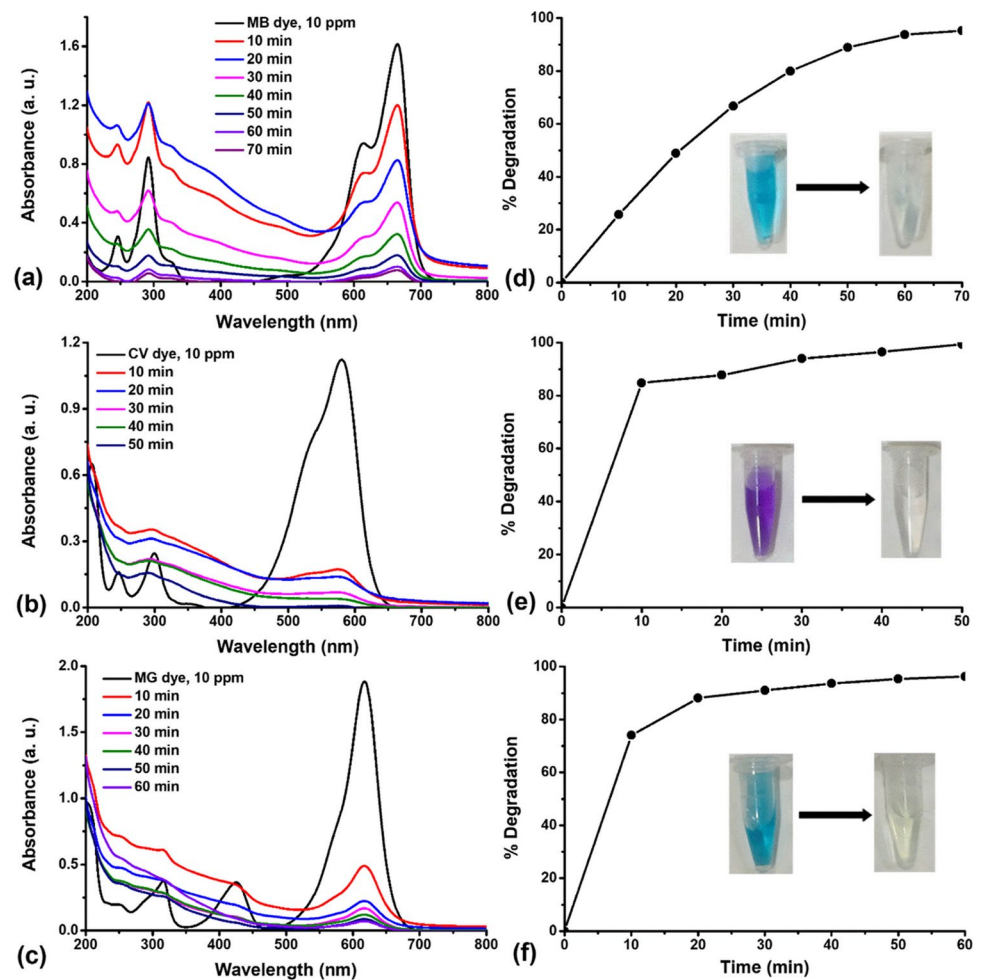 MB dye, 10 ppm
10 min
20 min
30 min
40 min
50 min
60 min
70 min
1.6
1.2
0.8
0.4
0.0
Absorbance (a. u.)
200 300 400 500 600 700 800
Wavelength (nm)
(a)
100
80
60
40
20
0
% Degradation
0 10 20 30 40 50 60 70
Time (min)
(d)
CV dye, 10 ppm
10 min
20 min
30 min
40 min
50 min
1.2
0.9
0.6
0.3
0.0
Absorbance (a. u.)
200 300 400 500 600 700 800
Wavelength (nm)
(b)
100
80
60
40
20
0
% Degradation
0 10 20 30 40 50
Time (min)
(e)
MG dye, 10 ppm
10 min
20 min
30 min
40 min
50 min
60 min
2.0
1.5
1.0
0.5
0.0
Absorbance (a. u.)
200 300 400 500 600 700 800
Wavelength (nm)
(c)
100
80
60
40
20
0
% Degradation
0 10 20 30 40 50 60
Time (min)
(f)